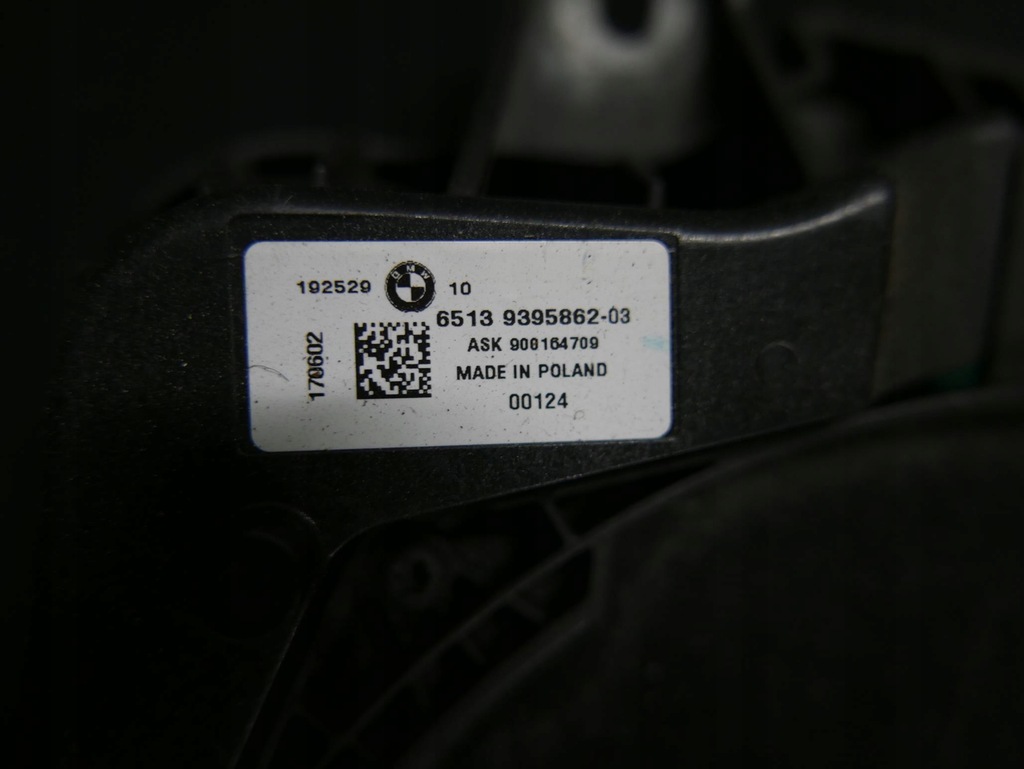 192529 BMW 10
6513 9395862-03
ASK 900164709
MADE IN POLAND
00124
170602